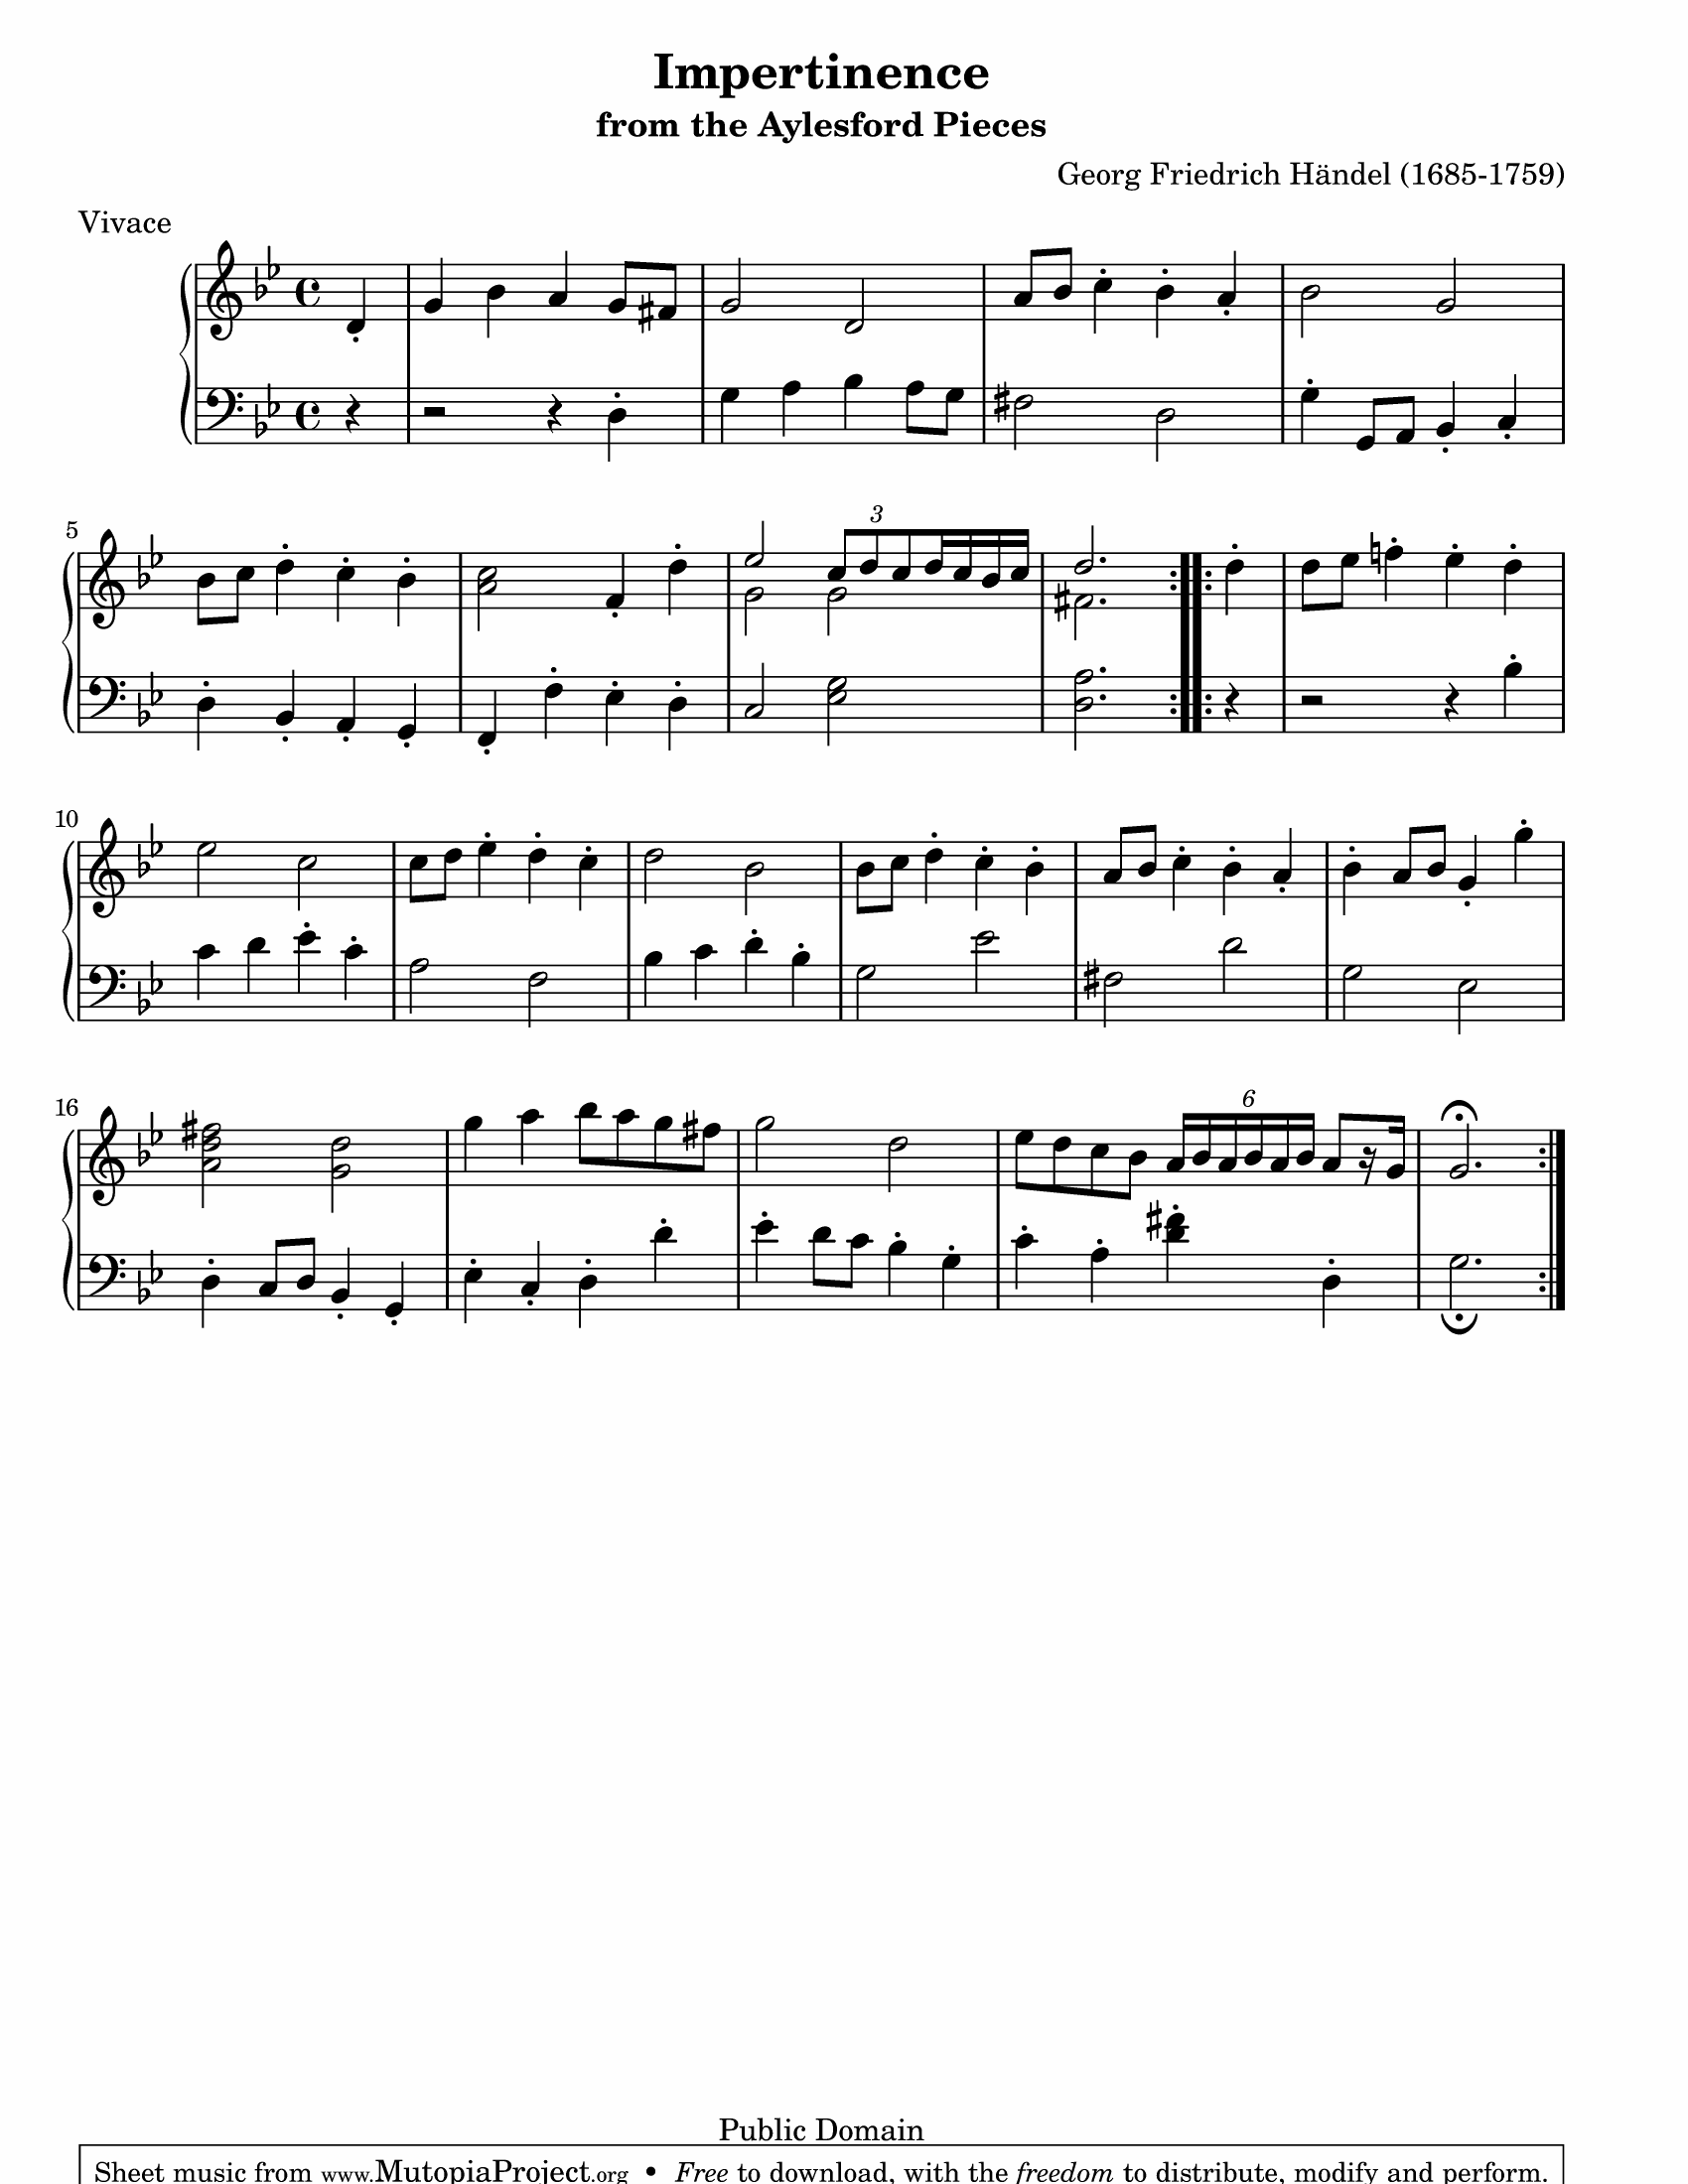 Impertinence
from the Aylesford Pieces
Georg Friedrich Händel (1685-1759)
Vivace
5
3
10
16
6
Public Domain
Sheet music from www.MutopiaProject.org • Free to download, with the freedom to distribute, modify and perform.